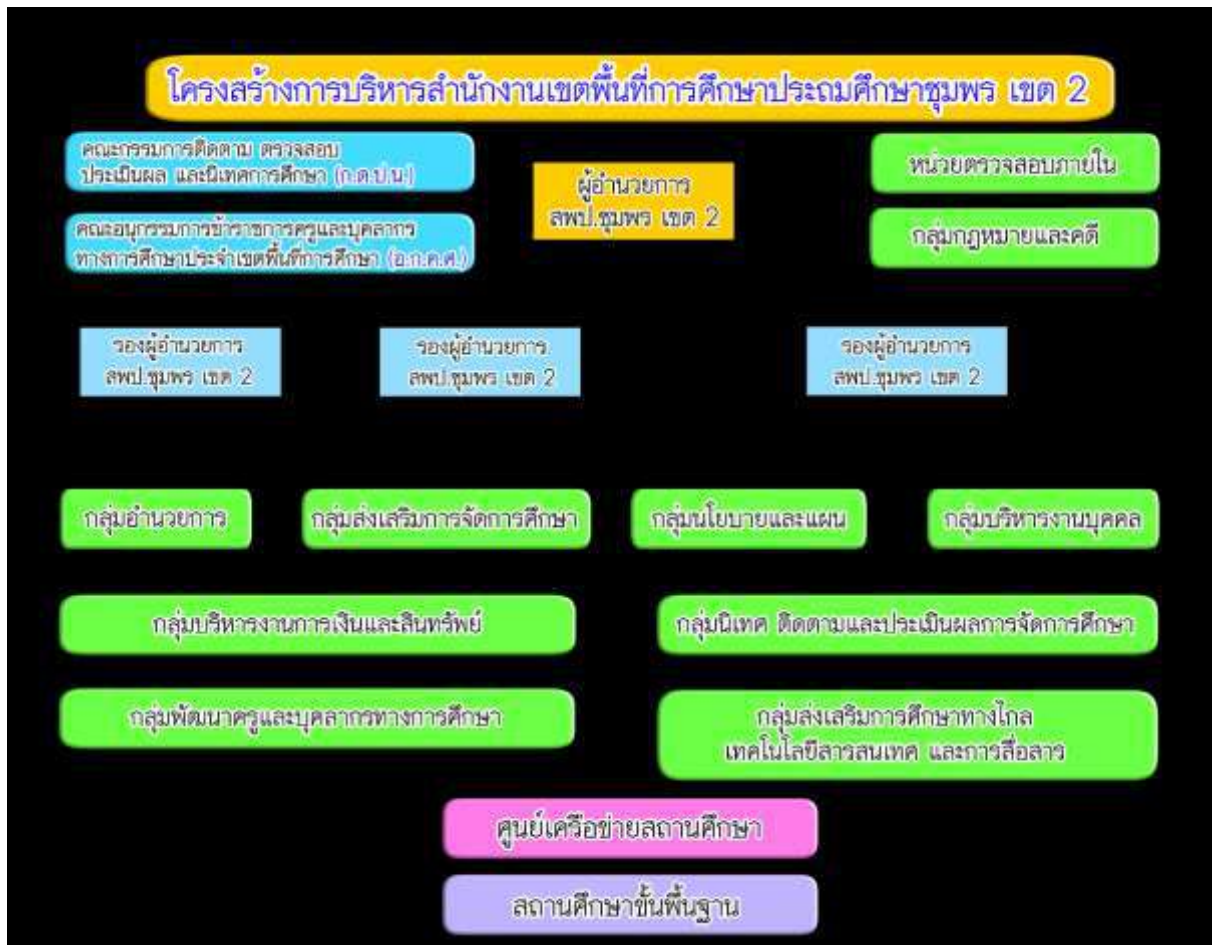 โครงสร้างการบริหารสำนักงานเขตพื้นที่การศึกษาประถมศึกษาชุมพร เขต 2
คณะกรรมการติดตาม ตรวจสอบ
ประเมินผล และนิเทศการศึกษา (ก.ต.ป.น.)
ผู้อำนวยการ
สพป.ชุมพร เขต 2
หน่วยตรวจสอบภายใน
คณะอนุกรรมการข้าราชการครูและบุคลากร
ทางการศึกษาประจำเขตพื้นที่การศึกษา (อ.ก.ค.ศ.)
กลุ่มกฎหมายและคดี
รองผู้อำนวยการ
สพป.ชุมพร เขต 2
รองผู้อำนวยการ
สพป.ชุมพร เขต 2
รองผู้อำนวยการ
สพป.ชุมพร เขต 2
กลุ่มอำนวยการ
กลุ่มส่งเสริมการจัดการศึกษา
กลุ่มนโยบายและแผน
กลุ่มบริหารงานบุคคล
กลุ่มบริหารงานการเงินและสินทรัพย์
กลุ่มนิเทศ ติดตามและประเมินผลการจัดการศึกษา
กลุ่มพัฒนาครูและบุคลากรทางการศึกษา
กลุ่มส่งเสริมการศึกษาทางไกล
เทคโนโลยีสารสนเทศ และการสื่อสาร
ศูนย์เครือข่ายสถานศึกษา
สถานศึกษาขั้นพื้นฐาน